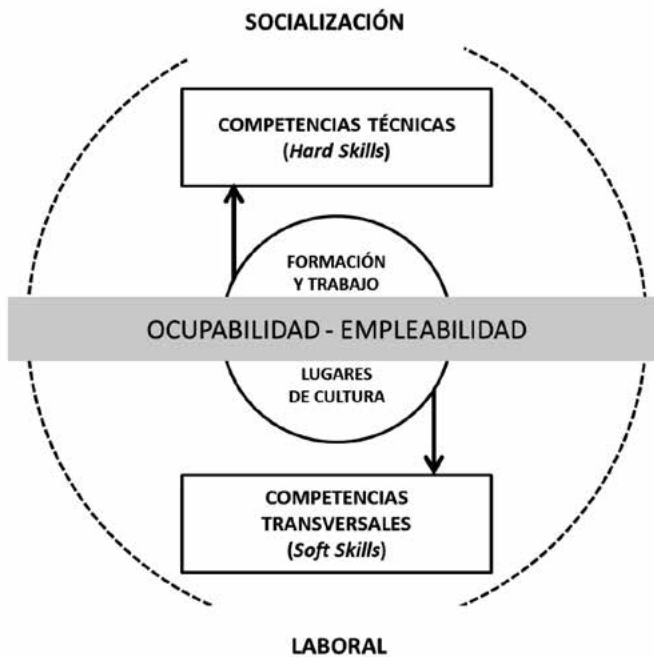 SOCIALIZACIÓN
COMPETENCIAS TÉCNICAS
(Hard Skills)
FORMACIÓN
Y TRABAJO
OCUPABILIDAD - EMPLEABILIDAD
LUGARES
DE CULTURA
COMPETENCIAS
TRANSVERSALES
(Soft Skills)
LABORAL